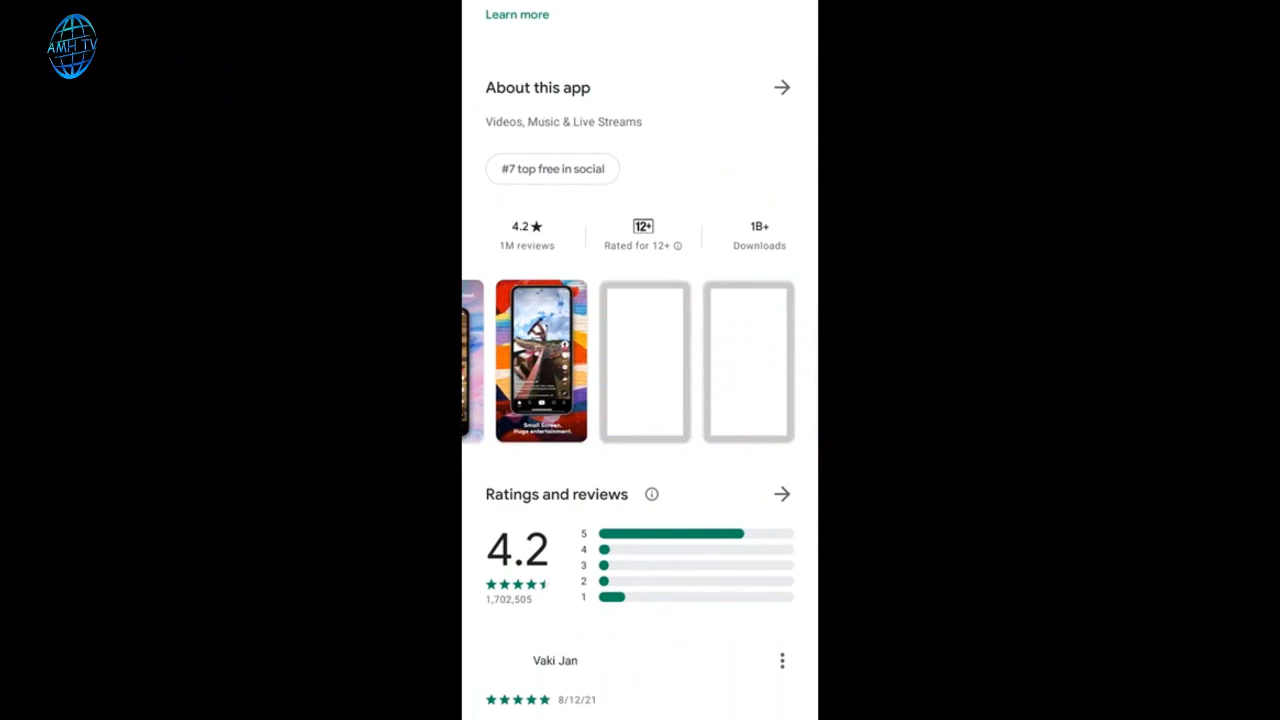 AMH TV
Learn more
About this app
Videos, Music & Live Streams
#7 top free in social
4.2★
1M reviews
12+
Rated for 12+
1B+
Downloads
Small Screen,
Huge entertainment.
Ratings and reviews
4.2
1,702,505
5
4
3
2
1
Vaki Jan
8/12/21